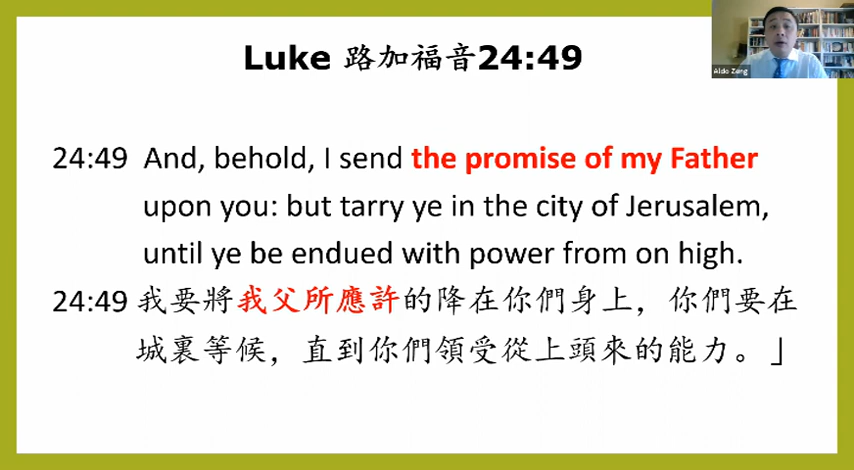 Luke 路加福音24:49
Aldo Zeng
24:49 And, behold, I send the promise of my Father
upon you: but tarry ye in the city of Jerusalem,
until ye be endued with power from on high.
24:49 我要將我父所應許的降在你們身上，你們要在
城裏等候，直到你們領受從上頭來的能力。」